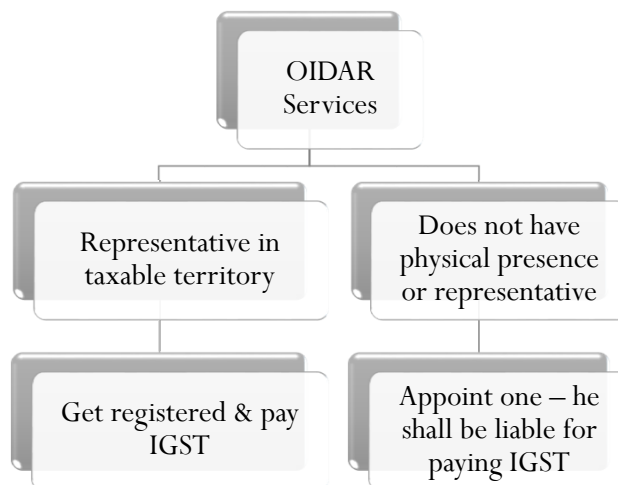 OIDAR
Services
Representative in
taxable territory
Does not have
physical presence
or representative
Get registered & pay
IGST
Appoint one – he
shall be liable for
paying IGST